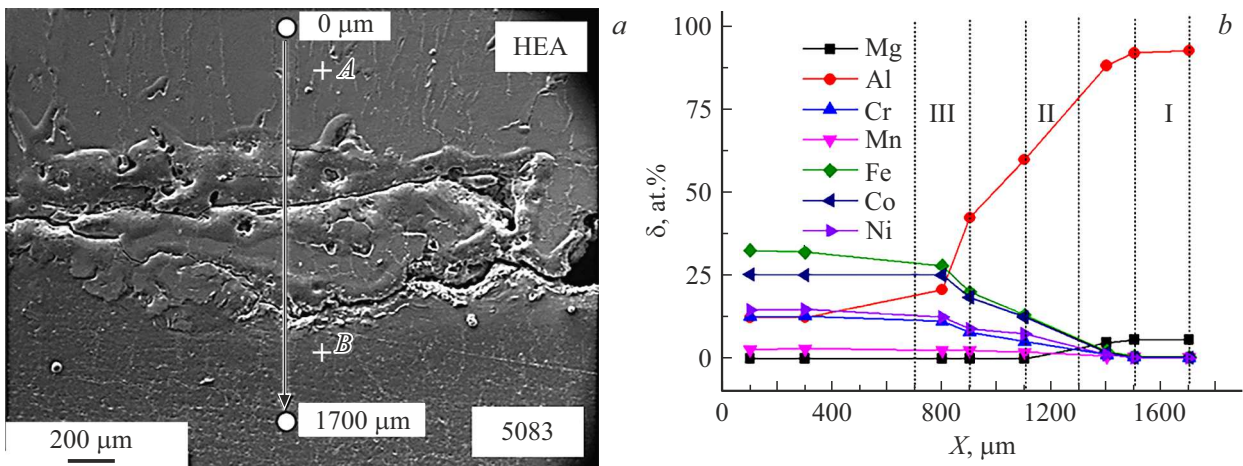 0 μm
HEA
A
B
1700 μm
200 μm
5083
a
b
100
75
50
25
0
δ, at.%
Mg
Al
Cr
Mn
Fe
Co
Ni
III
II
I
0
400
800
1200
1600
X, μm